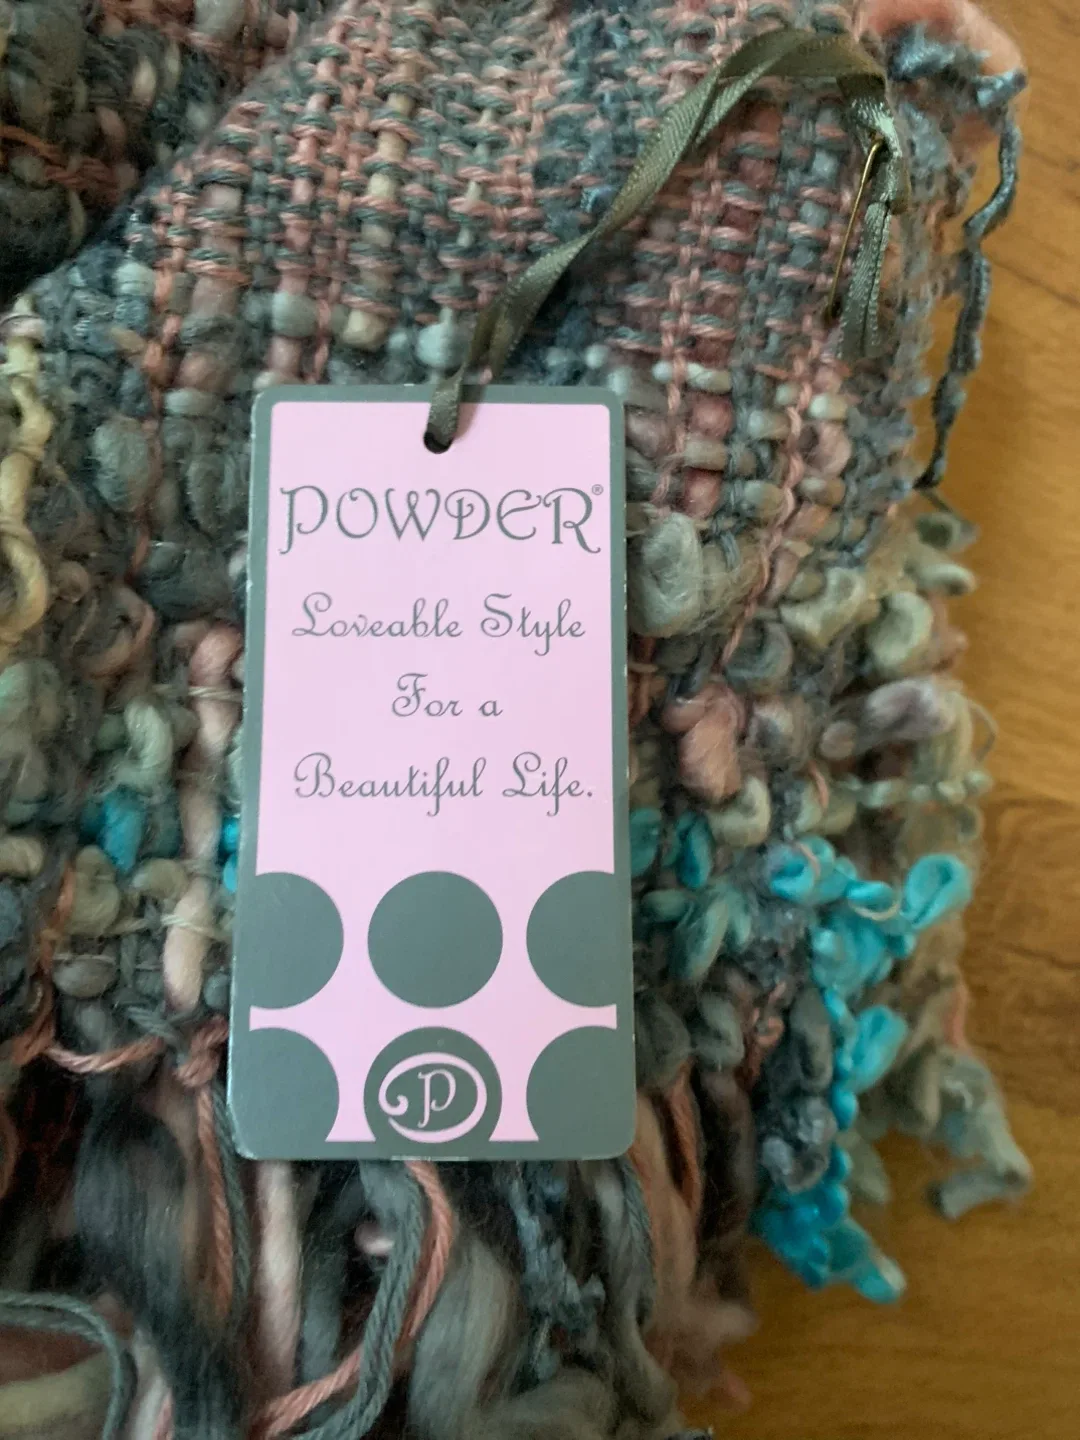 POWDER®
Loveable Style
For a
Beautiful Life.
P